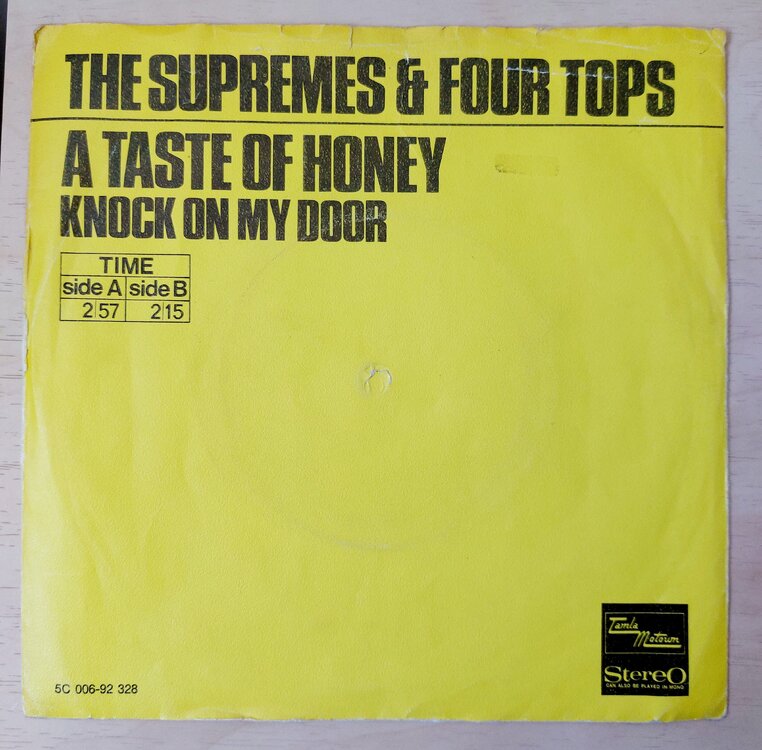 THE SUPREMES & FOUR TOPS
A TASTE OF HONEY
KNOCK ON MY DOOR
TIME
side A side B
2|57 2|15
5C 006-92 328
Tamla
Motown
Stereo
CAN ALSO BE PLAYED IN MONO